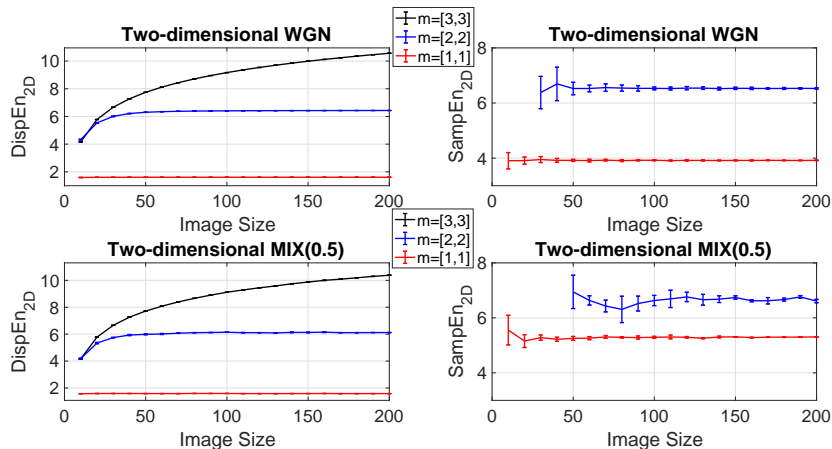 Two-dimensional WGN
DispEn2D
10
8
6
4
2
0
50
100
150
200
Image Size
m=[3,3]
m=[2,2]
m=[1,1]
Two-dimensional WGN
SampEn2D
8
6
4
0
50
100
150
200
Image Size
Two-dimensional MIX(0.5)
DispEn2D
10
8
6
4
2
0
50
100
150
200
Image Size
m=[3,3]
m=[2,2]
m=[1,1]
Two-dimensional MIX(0.5)
SampEn2D
8
6
4
0
50
100
150
200
Image Size